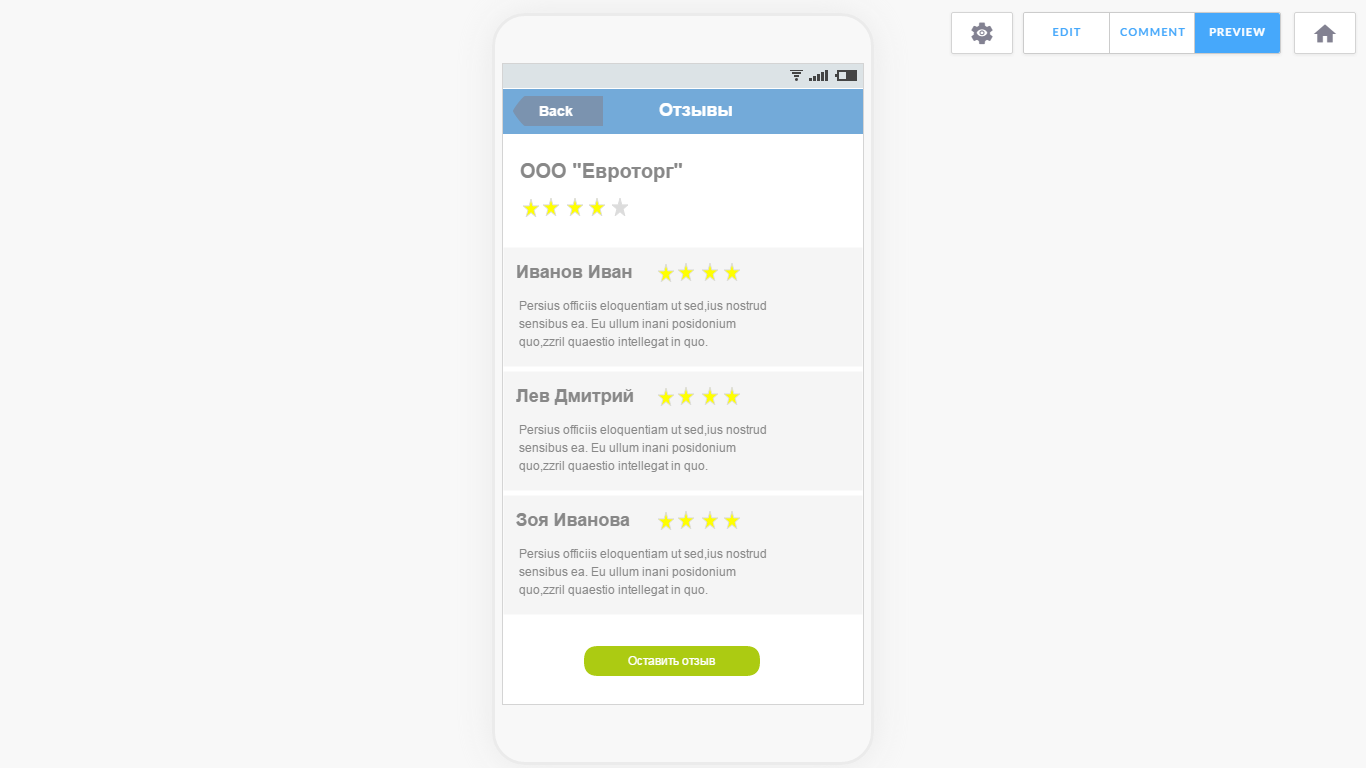 EDIT
COMMENT
PREVIEW
Back
Отзывы
ООО "Евроторг"
Иванов Иван
Persius officiis eloquentiam ut sed,ius nostrud
sensibus ea. Eu ullum inani posidonium
quo,zzril quaestio intellegat in quo.
Лев Дмитрий
Persius officiis eloquentiam ut sed,ius nostrud
sensibus ea. Eu ullum inani posidonium
quo,zzril quaestio intellegat in quo.
Зоя Иванова
Persius officiis eloquentiam ut sed,ius nostrud
sensibus ea. Eu ullum inani posidonium
quo,zzril quaestio intellegat in quo.
Оставить отзыв